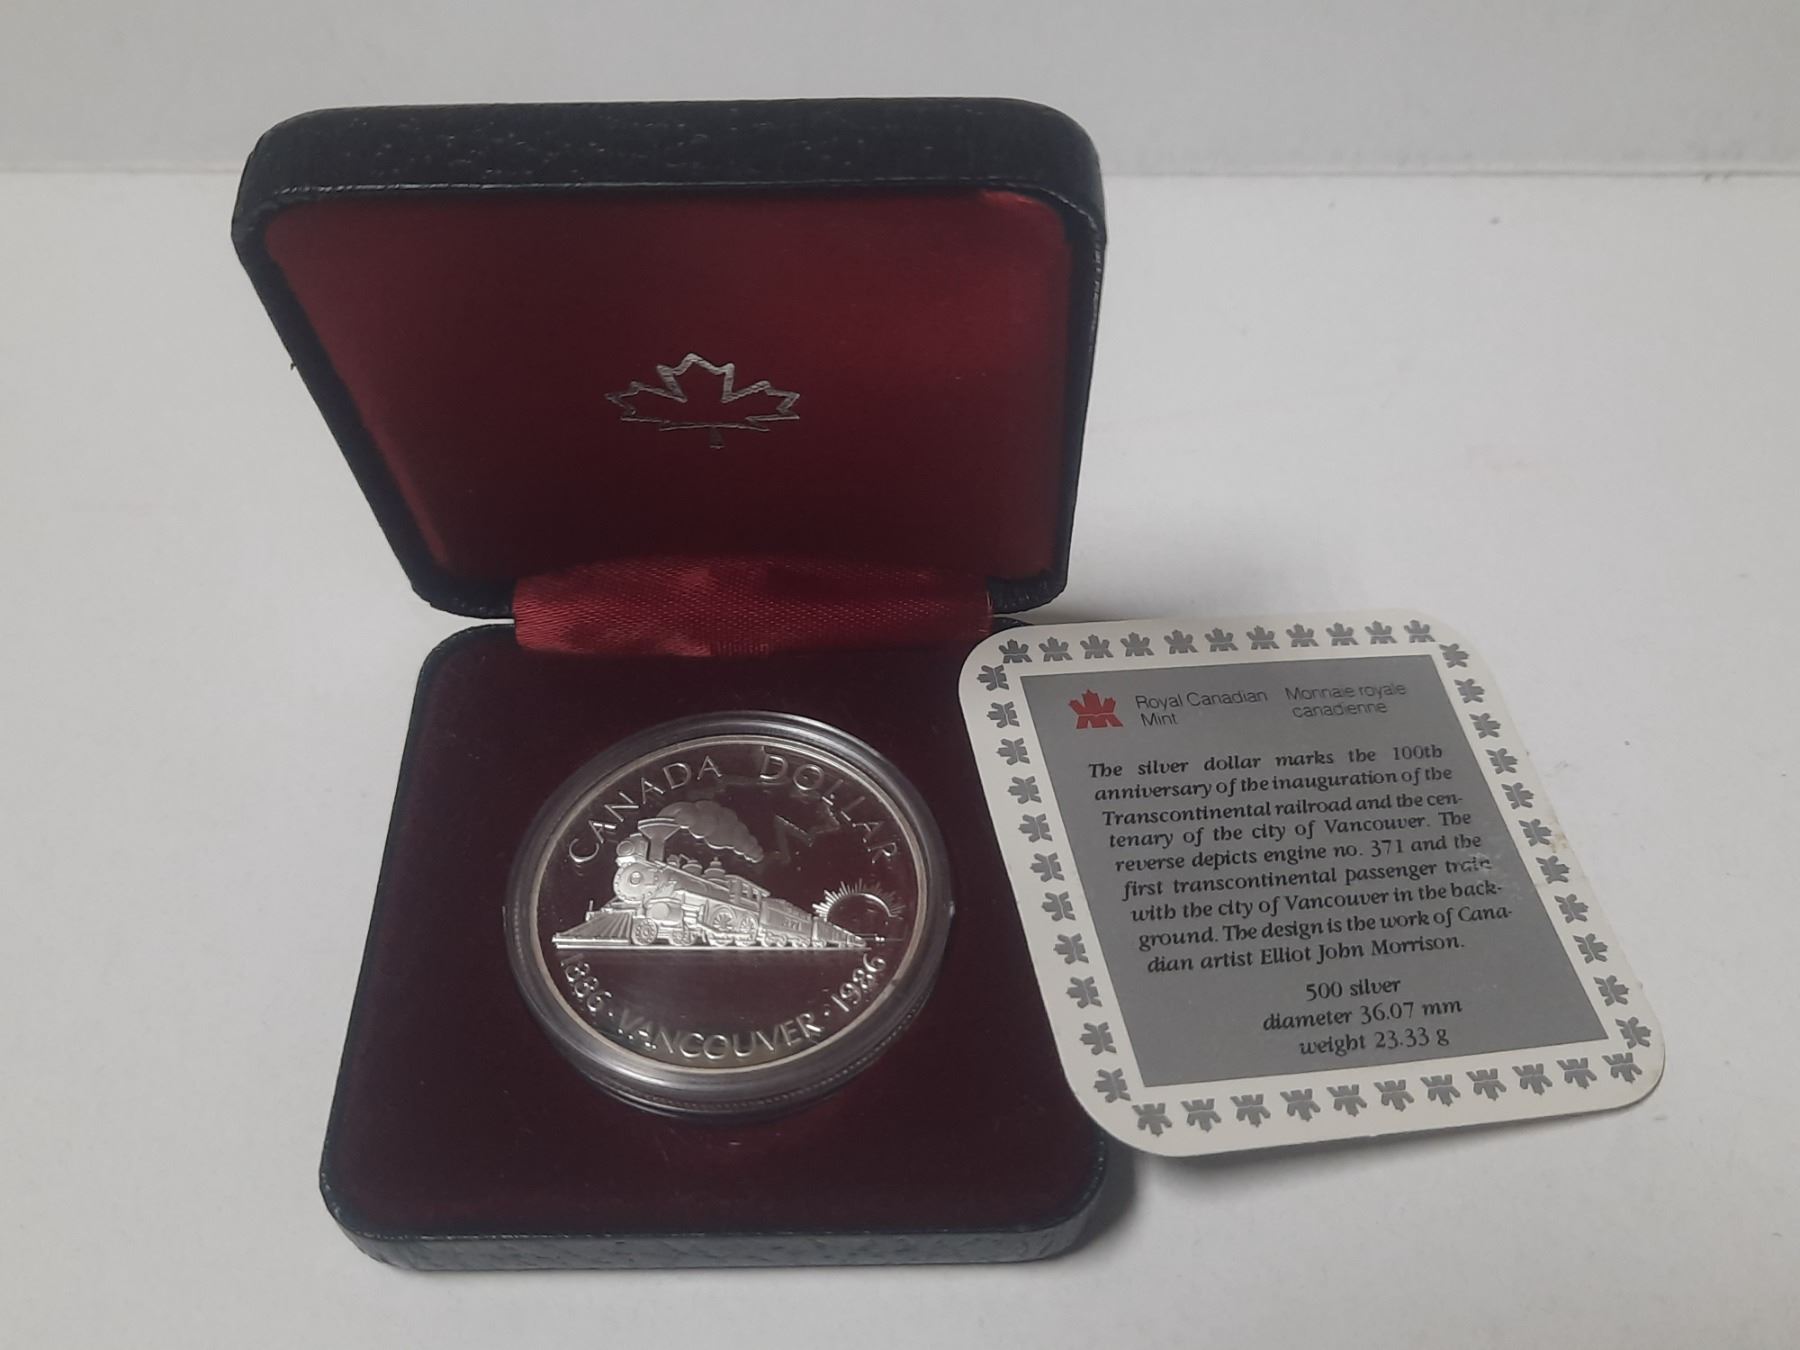 CANADA DOLLAR
1886 · VANCOUVER · 1986
Royal Canadian
Mint
Monnaie royale
canadienne
The silver dollar marks the 100th
anniversary of the inauguration of the
Transcontinental railroad and the cen-
tenary of the city of Vancouver. The
reverse depicts engine no. 371 and the
first transcontinental passenger train
with the city of Vancouver in the back-
ground. The design is the work of Cana-
dian artist Elliot John Morrison.
500 silver
diameter 36.07 mm
weight 23.33 g